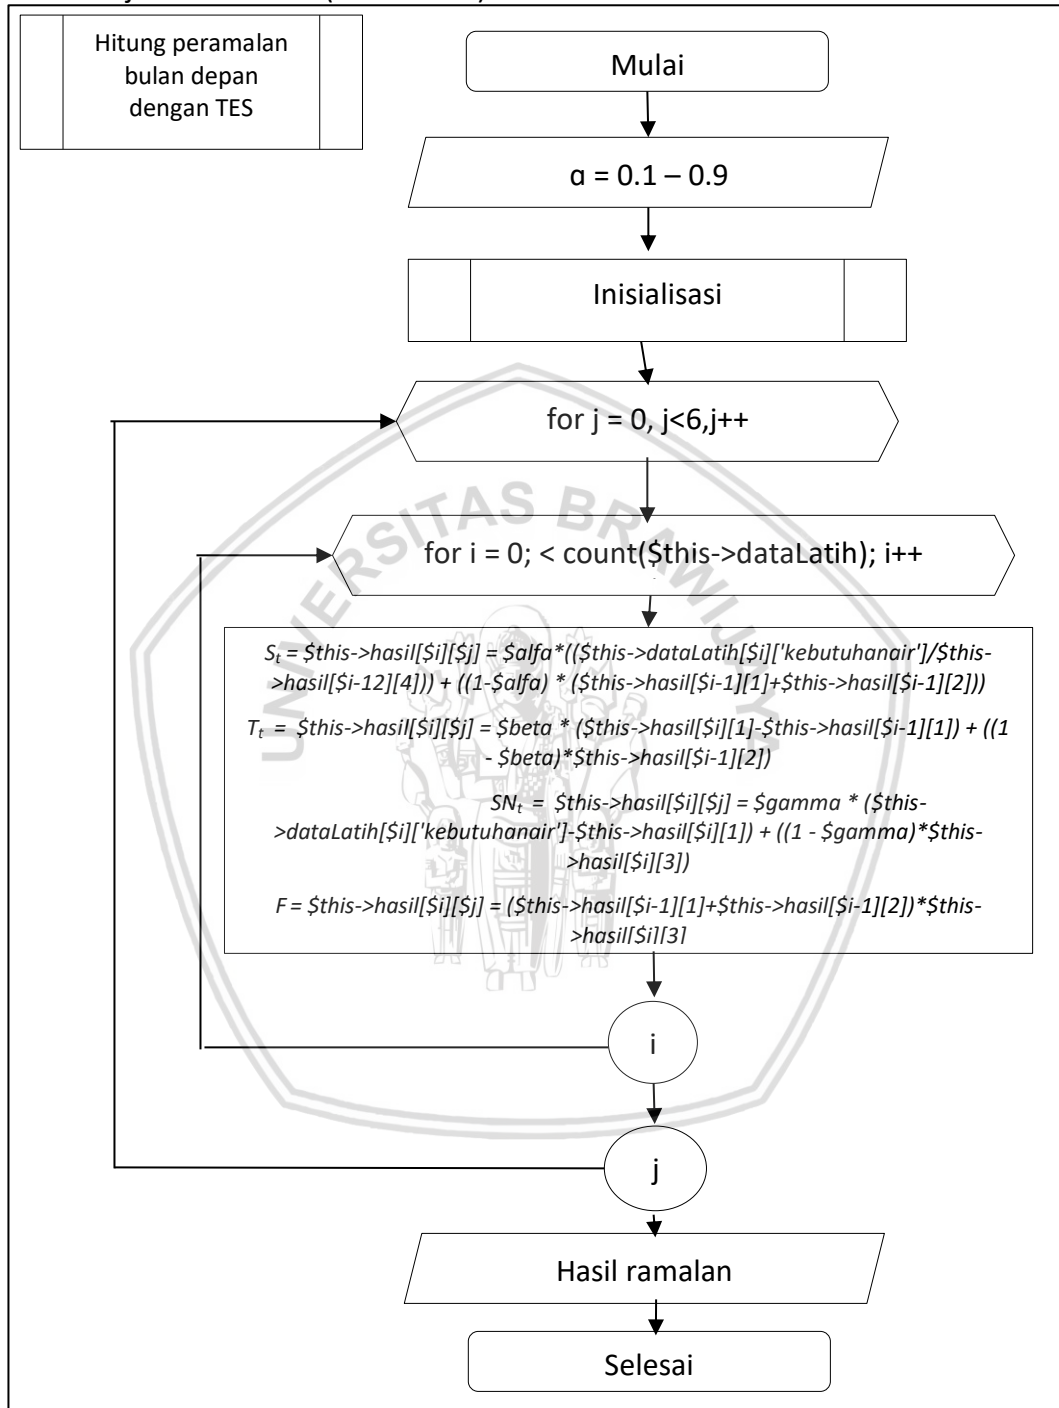 Hitung peramalan
bulan depan
dengan TES
Mulai
α = 0.1 – 0.9
Inisialisasi
for j = 0, j<6,j++
for i = 0; < count($this->dataLatih); i++
UNIVERSITAS BRAWIJAYA
St = $this->hasil[$i][$j] = $alfa*(($this->dataLatih[$i]['kebutuhanair']/$this-
>hasil[$i-12][4])) + ((1-$alfa) * ($this->hasil[$i-1][1]+$this->hasil[$i-1][2]))
Tt = $this->hasil[$i][$j] = $beta * ($this->hasil[$i][1]-$this->hasil[$i-1][1]) + ((1
- $beta)*$this->hasil[$i-1][2])
SNt = $this->hasil[$i][$j] = $gamma * ($this-
>dataLatih[$i]['kebutuhanair']-$this->hasil[$i][1]) + ((1 - $gamma)*$this-
>hasil[$i][3])
F = $this->hasil[$i][$j] = ($this->hasil[$i-1][1]+$this->hasil[$i-1][2])*$this-
>hasil[$i][3]
i
j
Hasil ramalan
Selesai